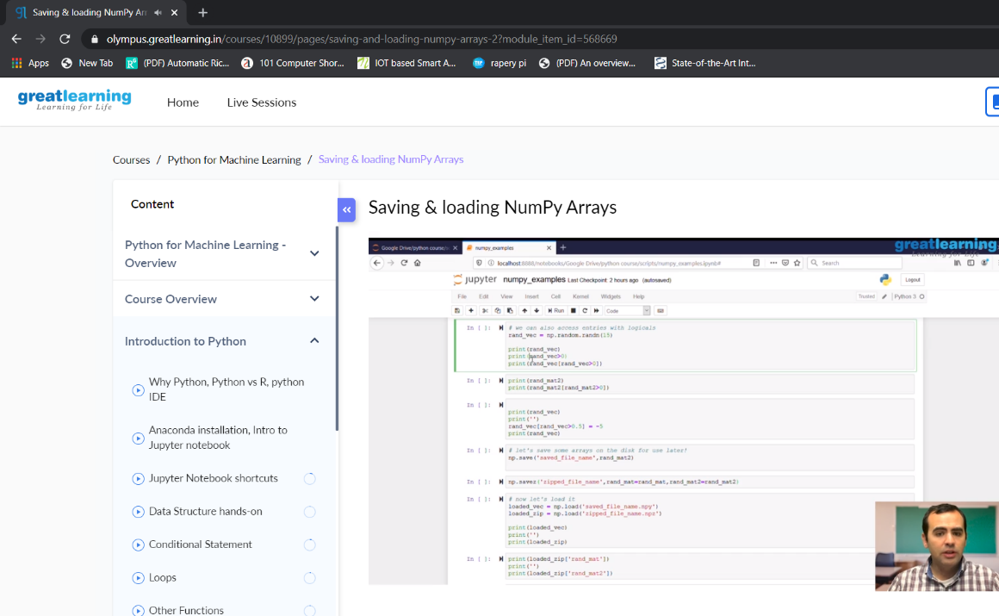 Saving & loading NumPy Arr
olympus.greatlearning.in/courses/10899/pages/saving-and-loading-numpy-arrays-2?module_item_id=568669
Apps New Tab (PDF) Automatic Ric... 101 Computer Shor... IOT based Smart A... rapery pi (PDF) An overview... State-of-the-Art Int...
greatlearning
Learning for Life
Home Live Sessions
Courses / Python for Machine Learning / Saving & loading NumPy Arrays
Content
Python for Machine Learning -
Overview
Course Overview
Introduction to Python
Why Python, Python vs R, python
IDE
Anaconda installation, Intro to
Jupyter notebook
Jupyter Notebook shortcuts
Data Structure hands-on
Conditional Statement
Loops
Other Functions
Saving & loading NumPy Arrays
Google Drive/python course/ numpy_examples
greatlearning
localhost:8888/notebooks/Google Drive/python course/scripts/numpy_examples.ipynb# Search
jupyter numpy_examples Last Checkpoint: 2 hours ago (autosaved) Logout
File Edit View Insert Cell Kernel Widgets Help Trusted Python 3
Run Code
In [ ]: # we can also access entries with logicals
rand_vec = np.random.randn(15)
print(rand_vec)
print(rand_vec>0)
print(rand_vec[rand_vec>0])
In [ ]: print(rand_mat2)
print(rand_mat2[rand_mat2>0])
In [ ]:
print(rand_vec)
print('')
rand_vec[rand_vec>0.5] = -5
print(rand_vec)
In [ ]: # let's save some arrays on the disk for use later!
np.save('saved_file_name',rand_mat2)
In [ ]: np.savez('zipped_file_name',rand_mat=rand_mat,rand_mat2=rand_mat2)
In [ ]: # now let's load it
loaded_vec = np.load('saved_file_name.npy')
loaded_zip = np.load('zipped_file_name.npz')
print(loaded_vec)
print('')
print(loaded_zip)
In [ ]: print(loaded_zip['rand_mat'])
print('')
print(loaded_zip['rand_mat2'])